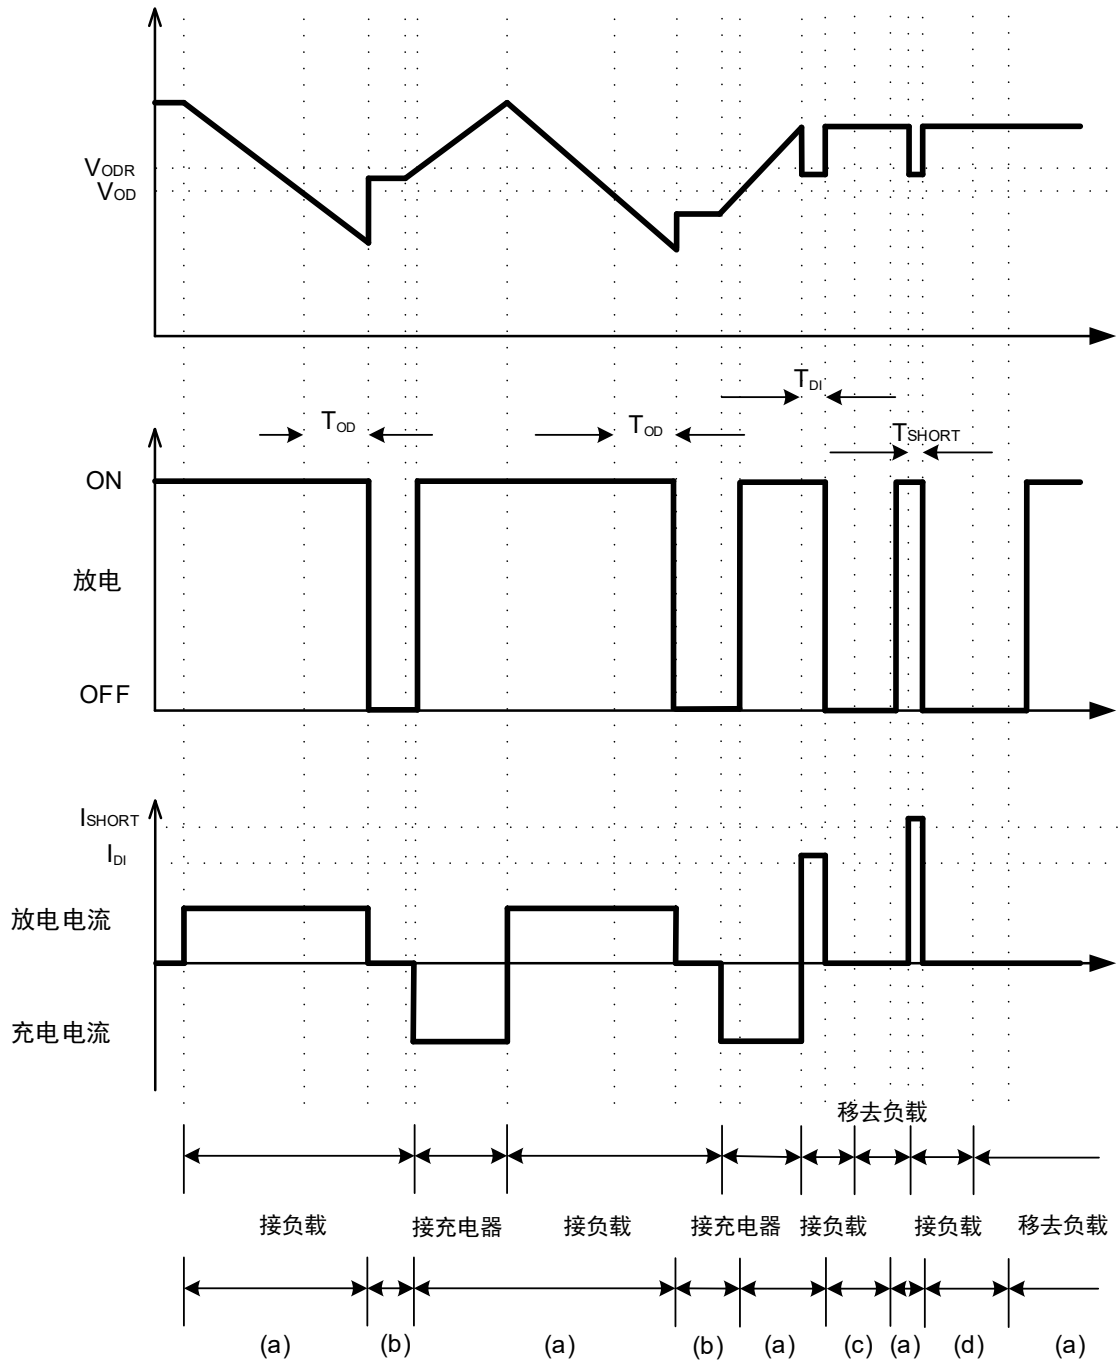 VODR
VOD
TDI
TOD
TOD
TSHORT
ON
放电
OFF
ISHORT
IDI
放电电流
充电电流
移去负载
接负载 接充电器 接负载 接充电器 接负载 接负载 移去负载
(a) (b) (a) (b) (a) (c) (a) (d) (a)